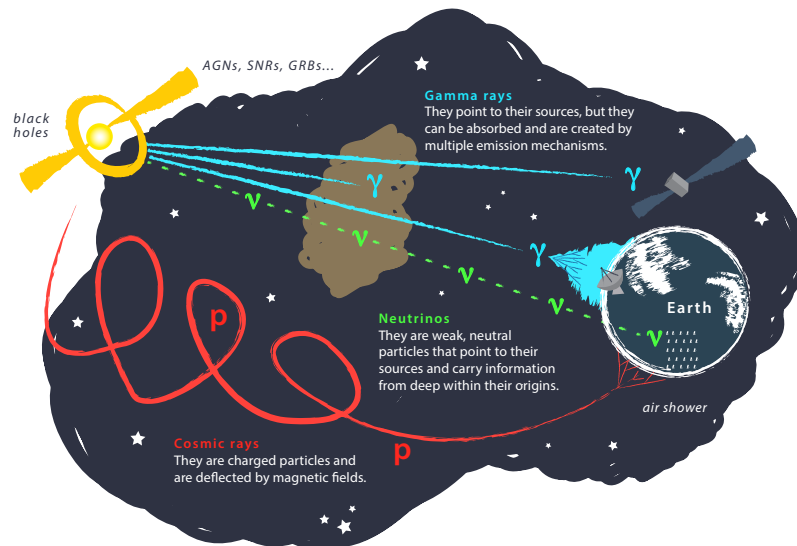 AGNs, SNRs, GRBs...
black
holes
Gamma rays
They point to their sources, but they
can be absorbed and are created by
multiple emission mechanisms.
γ
γ
ν
ν
γ
ν
ν
Earth
ν
p
Neutrinos
They are weak, neutral
particles that point to their
sources and carry information
from deep within their origins.
air shower
p
Cosmic rays
They are charged particles and
are deflected by magnetic fields.